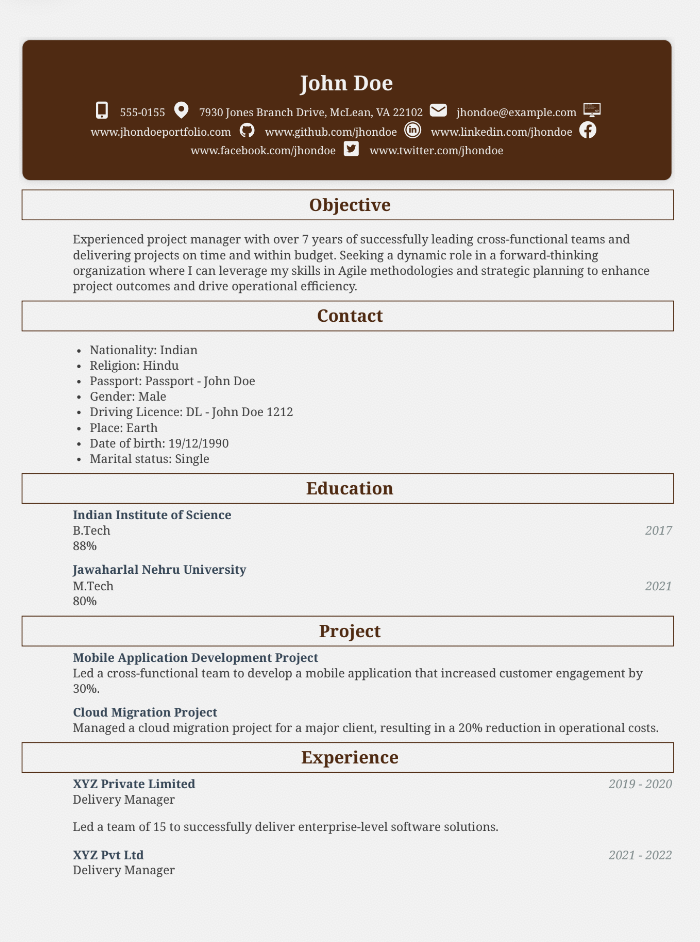 John Doe
555-0155 7930 Jones Branch Drive, McLean, VA 22102 jhondoe@example.com
www.jhondoeportfolio.com www.github.com/jhondoe www.linkedin.com/jhondoe
www.facebook.com/jhondoe www.twitter.com/jhondoe
Objective
Experienced project manager with over 7 years of successfully leading cross-functional teams and
delivering projects on time and within budget. Seeking a dynamic role in a forward-thinking
organization where I can leverage my skills in Agile methodologies and strategic planning to enhance
project outcomes and drive operational efficiency.
Contact
• Nationality: Indian
• Religion: Hindu
• Passport: Passport - John Doe
• Gender: Male
• Driving Licence: DL - John Doe 1212
• Place: Earth
• Date of birth: 19/12/1990
• Marital status: Single
Education
Indian Institute of Science
B.Tech 2017
88%
Jawaharlal Nehru University
M.Tech 2021
80%
Project
Mobile Application Development Project
Led a cross-functional team to develop a mobile application that increased customer engagement by
30%.
Cloud Migration Project
Managed a cloud migration project for a major client, resulting in a 20% reduction in operational costs.
Experience
XYZ Private Limited 2019 - 2020
Delivery Manager
Led a team of 15 to successfully deliver enterprise-level software solutions.
XYZ Pvt Ltd 2021 - 2022
Delivery Manager